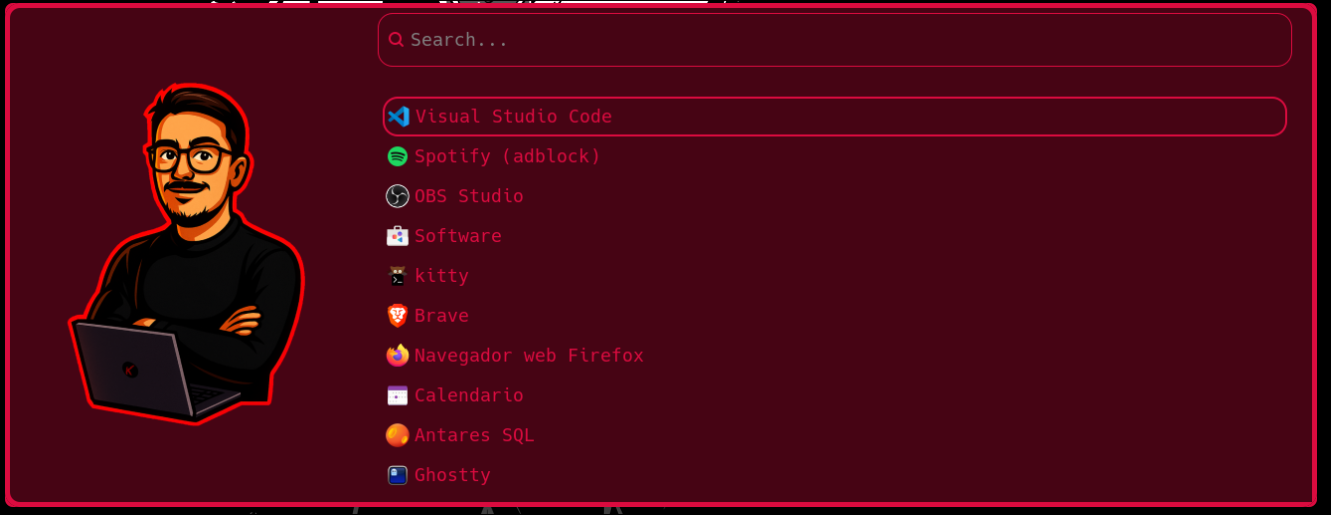 Search...
Visual Studio Code
Spotify (adblock)
OBS Studio
Software
kitty
Brave
Navegador web Firefox
Calendario
Antares SQL
Ghostty